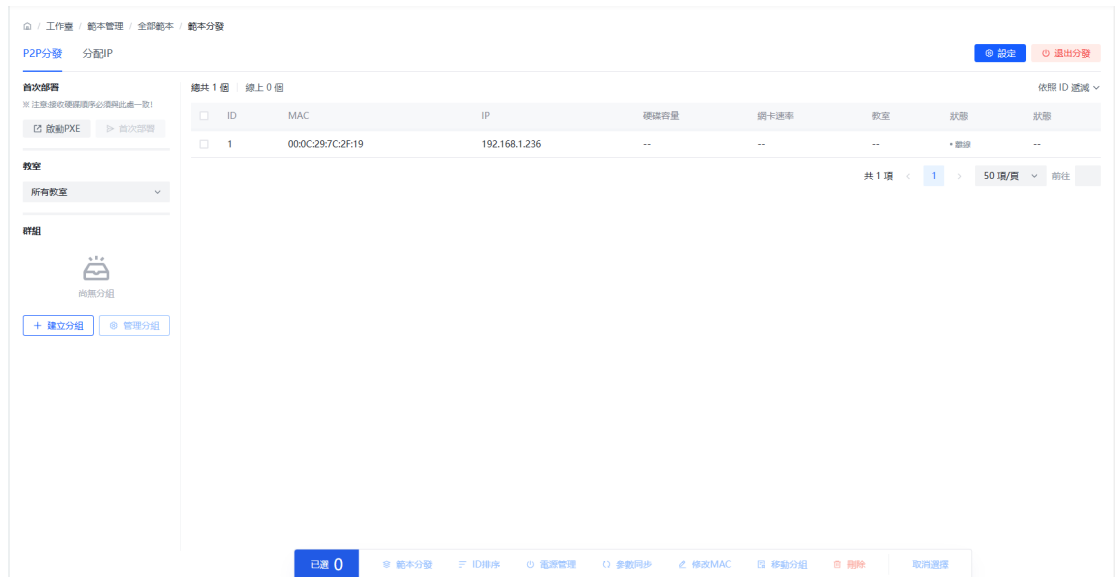 / 工作臺 / 範本管理 / 全部範本 / 範本分發
P2P分發 分配IP
設定 退出分發
首次部署
※ 注意:接收硬碟順序必須與此處一致!
啟動PXE 首次部署
教室
所有教室
群組
尚無分組
建立分組 管理分組
總共 1 個 線上 0 個 依照 ID 遞減
ID MAC IP 硬碟容量 網卡速率 教室 狀態 狀態
1 00:0C:29:7C:2F:19 192.168.1.236 -- -- -- • 離線 --
共 1 項 1 50 項/頁 前往
已選 0 範本分發 ID排序 電源管理 參數同步 修改MAC 移動分組 刪除 取消選擇